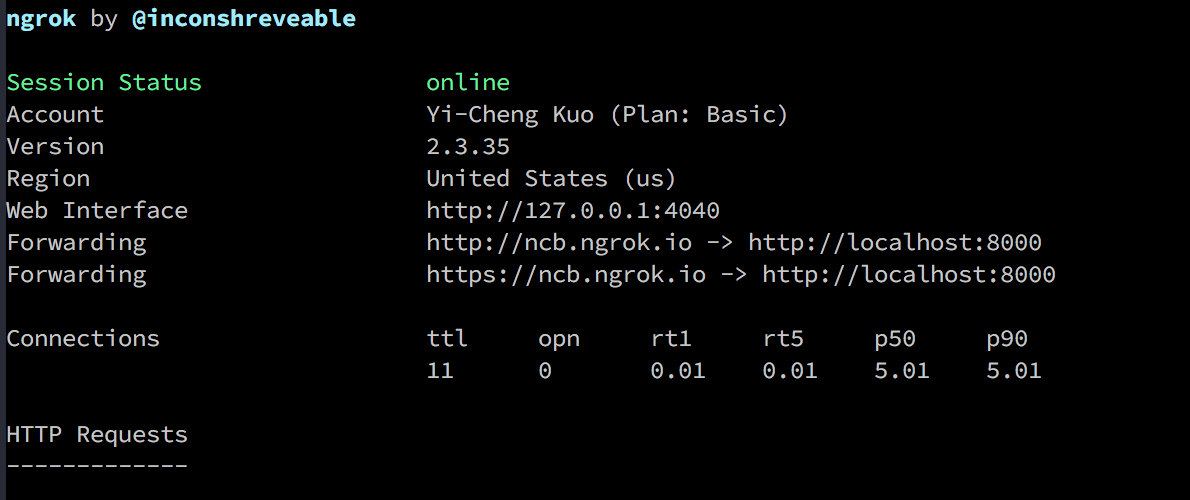 ngrok by @inconshreveable
Session Status online
Account Yi-Cheng Kuo (Plan: Basic)
Version 2.3.35
Region United States (us)
Web Interface http://127.0.0.1:4040
Forwarding http://ncb.ngrok.io -> http://localhost:8000
Forwarding https://ncb.ngrok.io -> http://localhost:8000
Connections ttl opn rt1 rt5 p50 p90
11 0 0.01 0.01 5.01 5.01
HTTP Requests
-------------